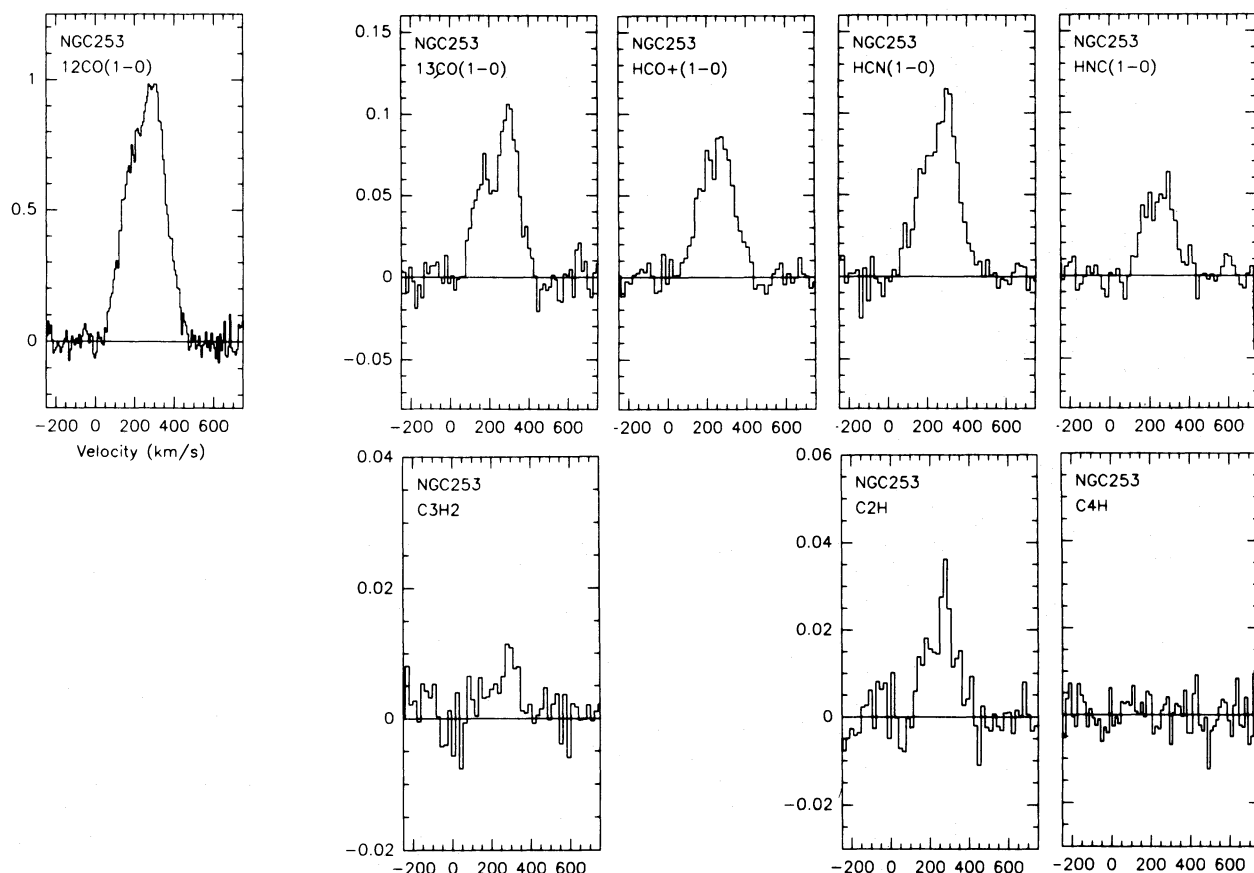 NGC253
12CO(1-0)
1
0.5
0
-200 0 200 400 600
Velocity (km/s)
0.15
0.1
0.05
0
-0.05
NGC253
13CO(1-0)
-200 0 200 400 600
NGC253
HCO+(1-0)
-200 0 200 400 600
NGC253
HCN(1-0)
-200 0 200 400 600
NGC253
HNC(1-0)
-200 0 200 400 600
0.04
0.02
0
-0.02
NGC253
C3H2
-200 0 200 400 600
0.06
0.04
0.02
0
-0.02
NGC253
C2H
-200 0 200 400 600
NGC253
C4H
-200 0 200 400 600